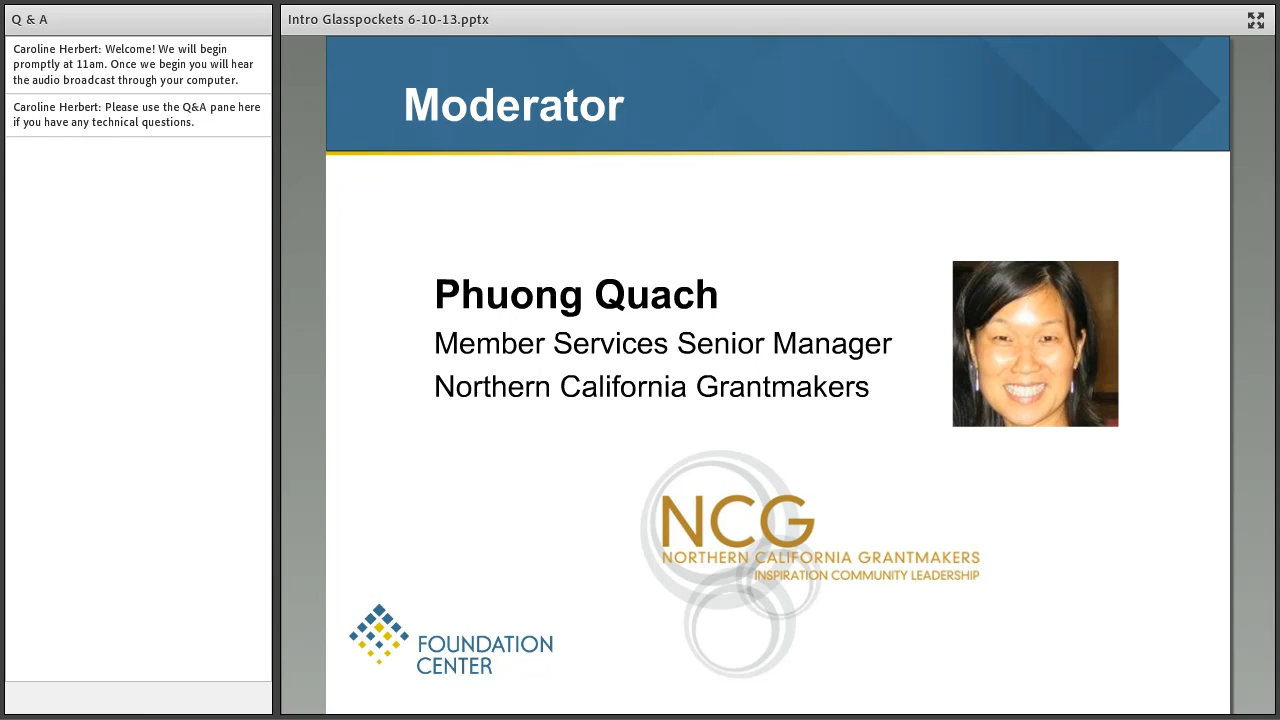 Q & A
Caroline Herbert: Welcome! We will begin
promptly at 11am. Once we begin you will hear
the audio broadcast through your computer.
Caroline Herbert: Please use the Q&A pane here
if you have any technical questions.
Intro Glasspockets 6-10-13.pptx
Moderator
Phuong Quach
Member Services Senior Manager
Northern California Grantmakers
NCG
NORTHERN CALIFORNIA GRANTMAKERS
INSPIRATION COMMUNITY LEADERSHIP
FOUNDATION
CENTER